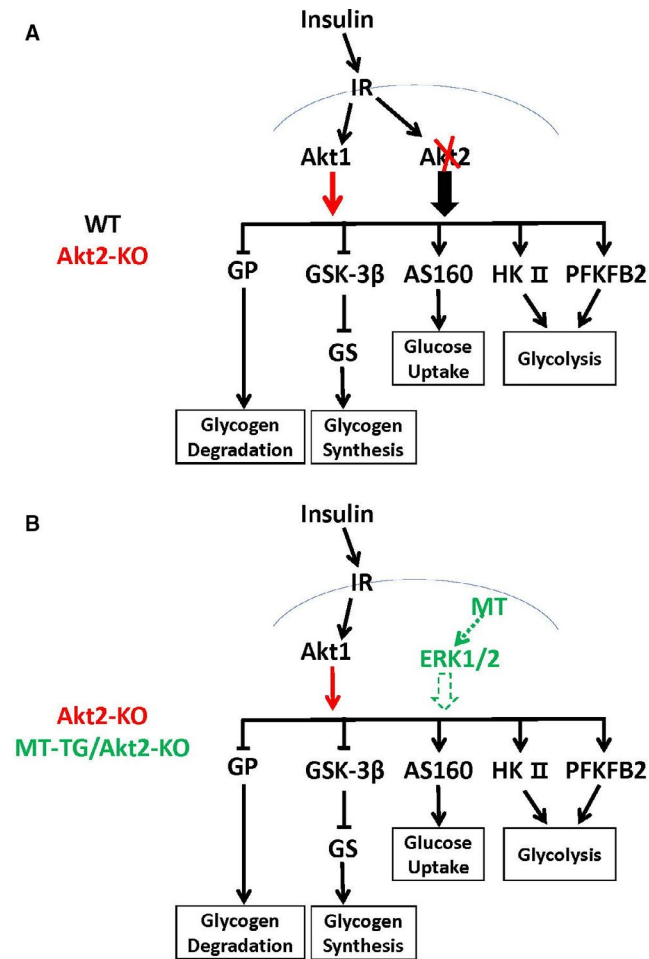 A
Insulin
IR
Akt1 Akt2
WT
Akt2-KO
GP GSK-3β AS160 HK II PFKFB2
GS
Glucose
Uptake
Glycolysis
Glycogen
Degradation
Glycogen
Synthesis
B
Insulin
IR
MT
Akt1
ERK1/2
Akt2-KO
MT-TG/Akt2-KO
GP GSK-3β AS160 HK II PFKFB2
GS
Glucose
Uptake
Glycolysis
Glycogen
Degradation
Glycogen
Synthesis